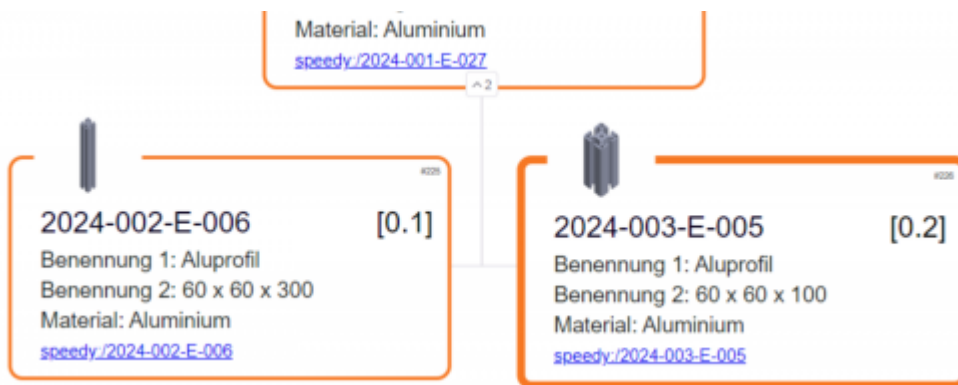 Material: Aluminium
speedy:/2024-001-E-027
2
#226
2024-002-E-006 [0.1]
Benennung 1: Aluprofil
Benennung 2: 60 x 60 x 300
Material: Aluminium
speedy:/2024-002-E-006
#226
2024-003-E-005 [0.2]
Benennung 1: Aluprofil
Benennung 2: 60 x 60 x 100
Material: Aluminium
speedy:/2024-003-E-005